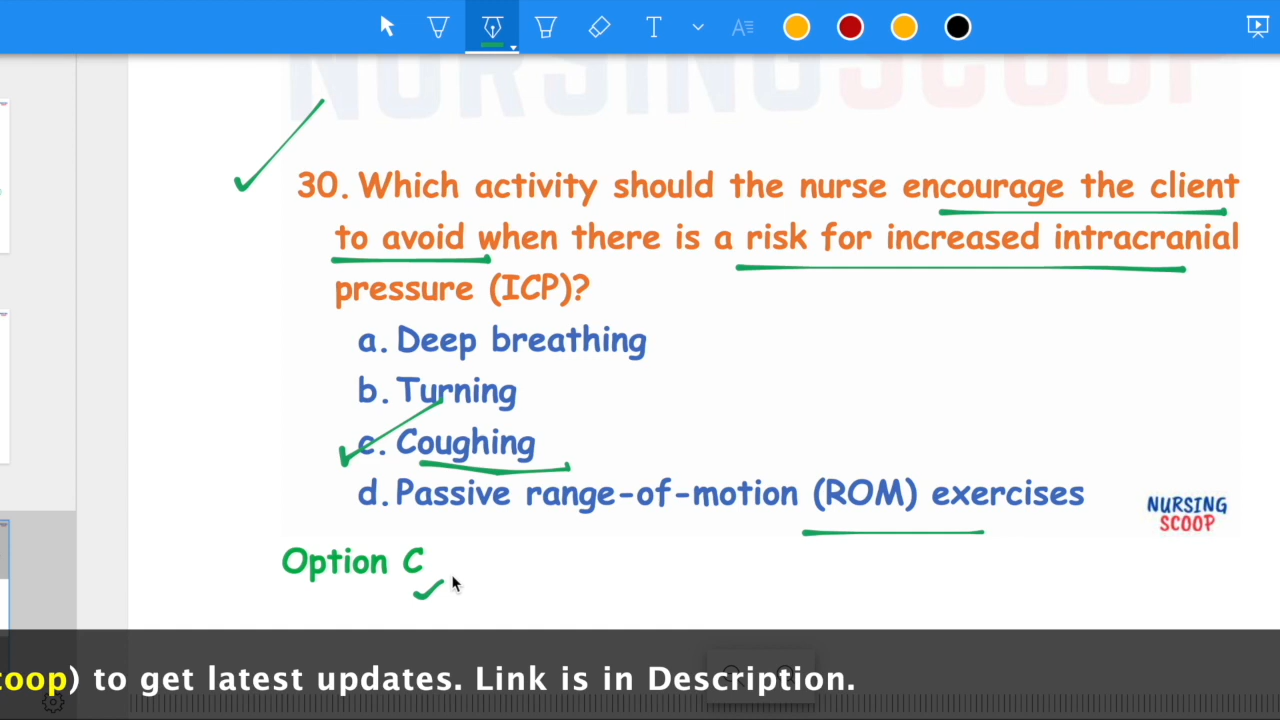 NURSING SCOOP
30. Which activity should the nurse encourage the client
to avoid when there is a risk for increased intracranial
pressure (ICP)?
a. Deep breathing
b. Turning
c. Coughing
d. Passive range-of-motion (ROM) exercises
NURSING
SCOOP
Option C
coop) to get latest updates. Link is in Description.